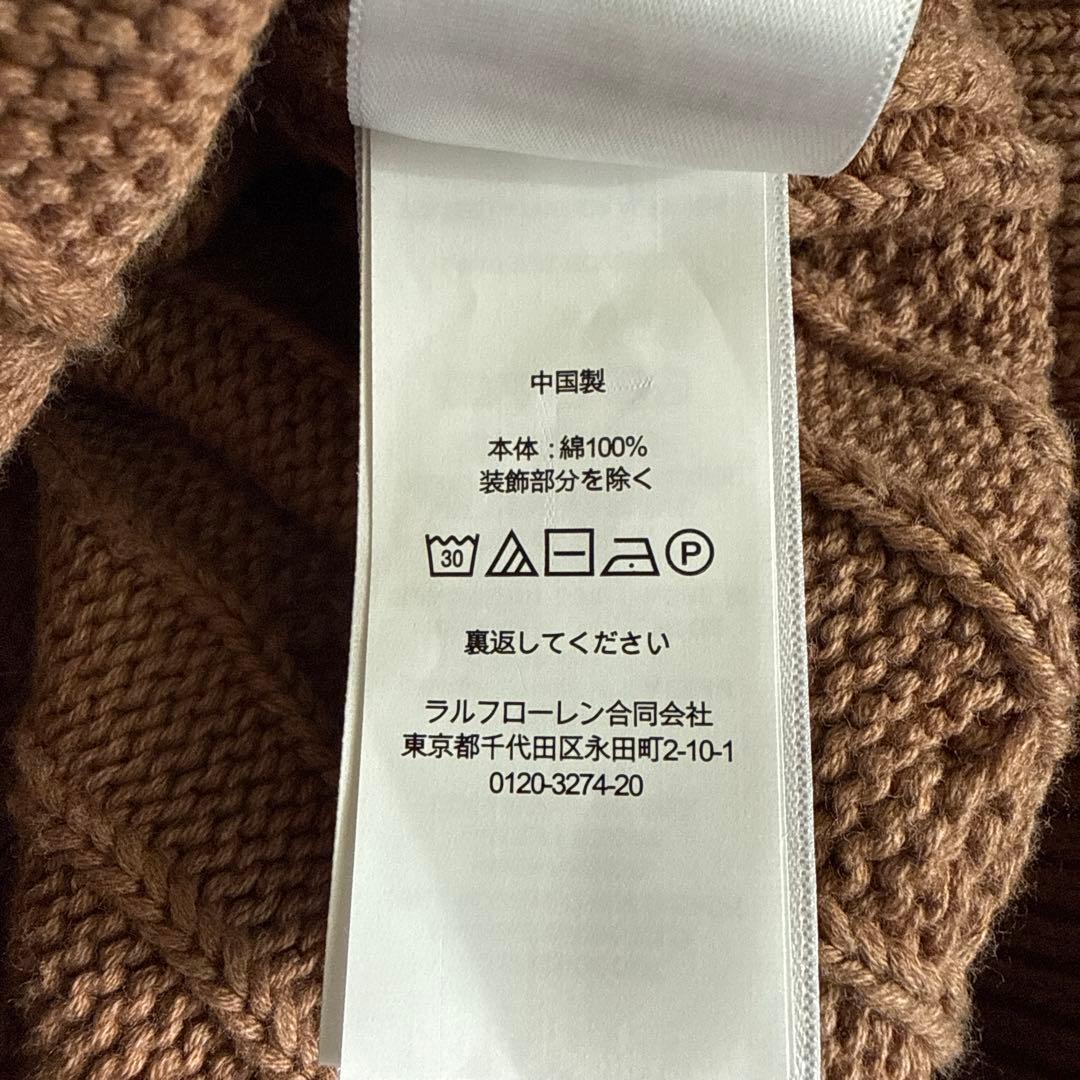 中国製
本体 : 綿100%
装飾部分を除く
30 P
裏返してください
ラルフローレン合同会社
東京都千代田区永田町2-10-1
0120-3274-20